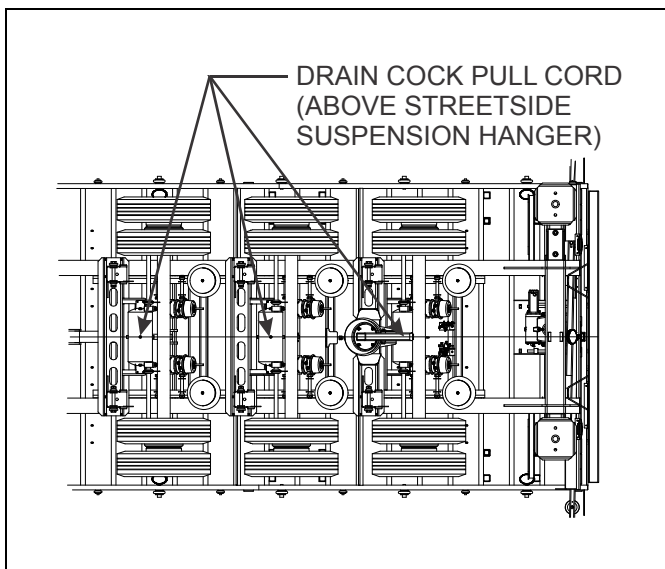 DRAIN COCK PULL CORD
(ABOVE STREETSIDE
SUSPENSION HANGER)